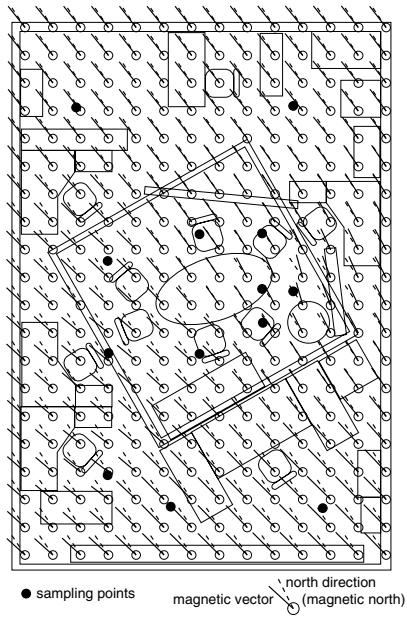 sampling points
north direction
magnetic vector
(magnetic north)